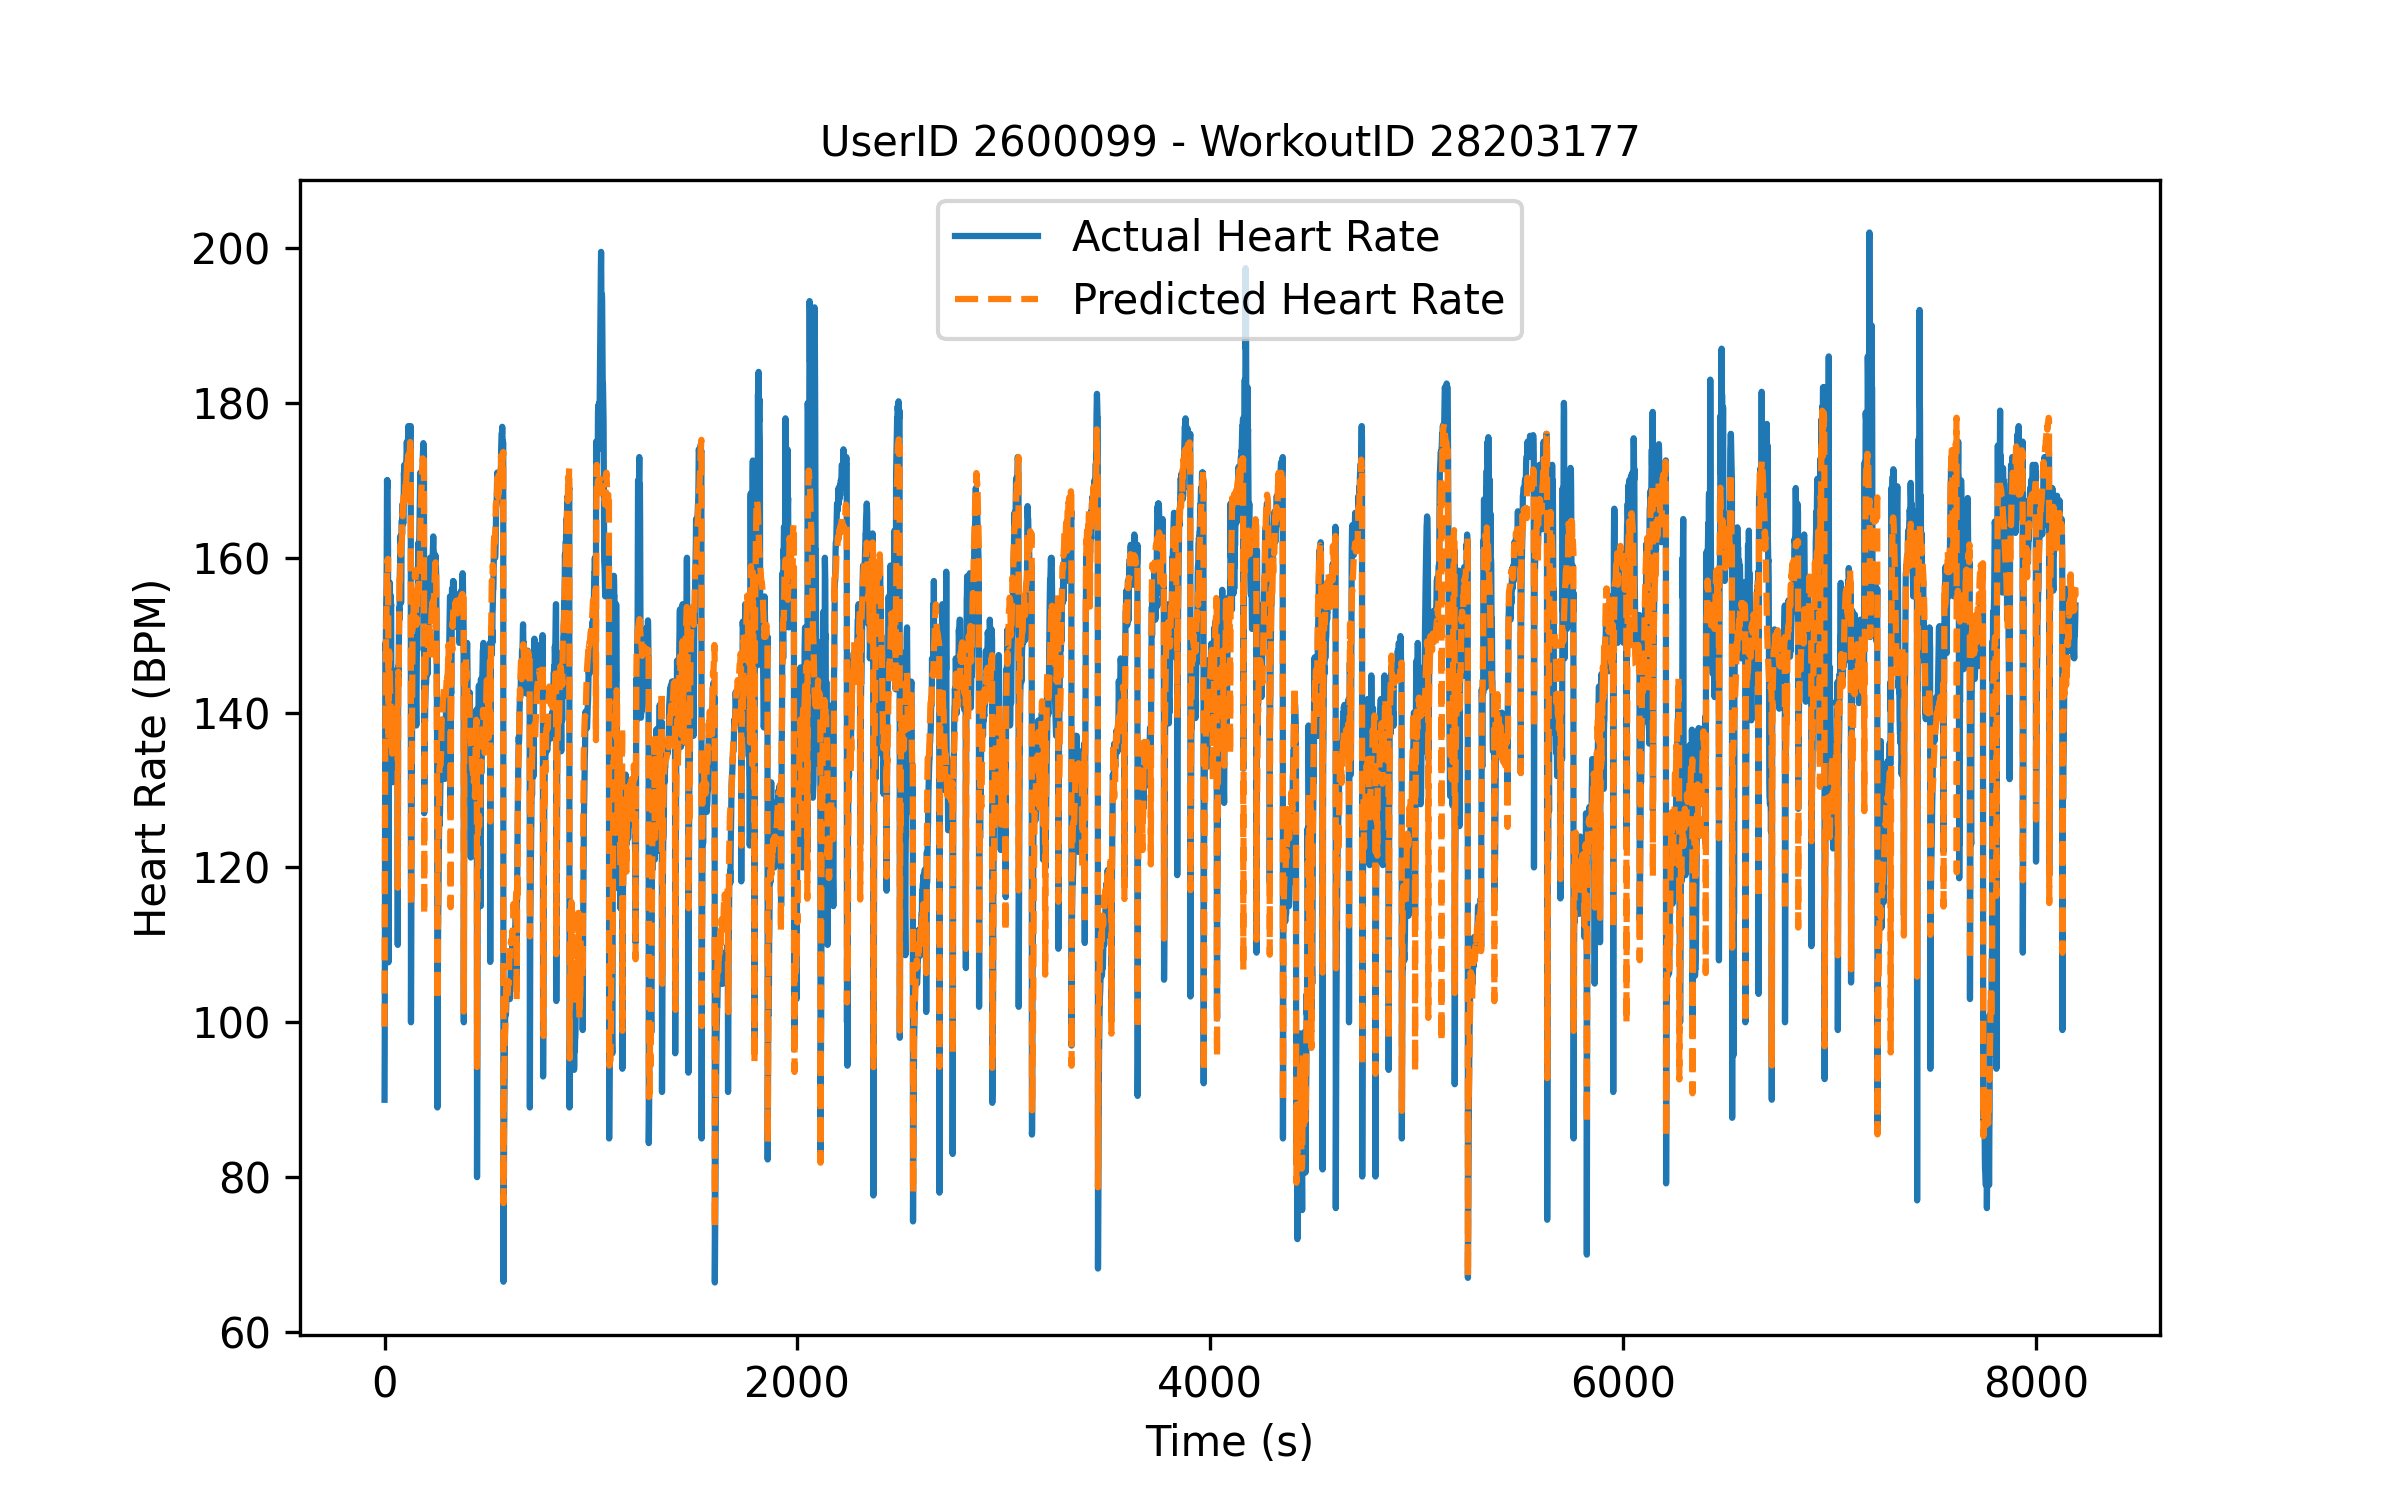 UserID 2600099 - WorkoutID 28203177
Actual Heart Rate
Predicted Heart Rate
200
180
160
140
120
100
80
60
Heart Rate (BPM)
0 2000 4000 6000 8000
Time (s)